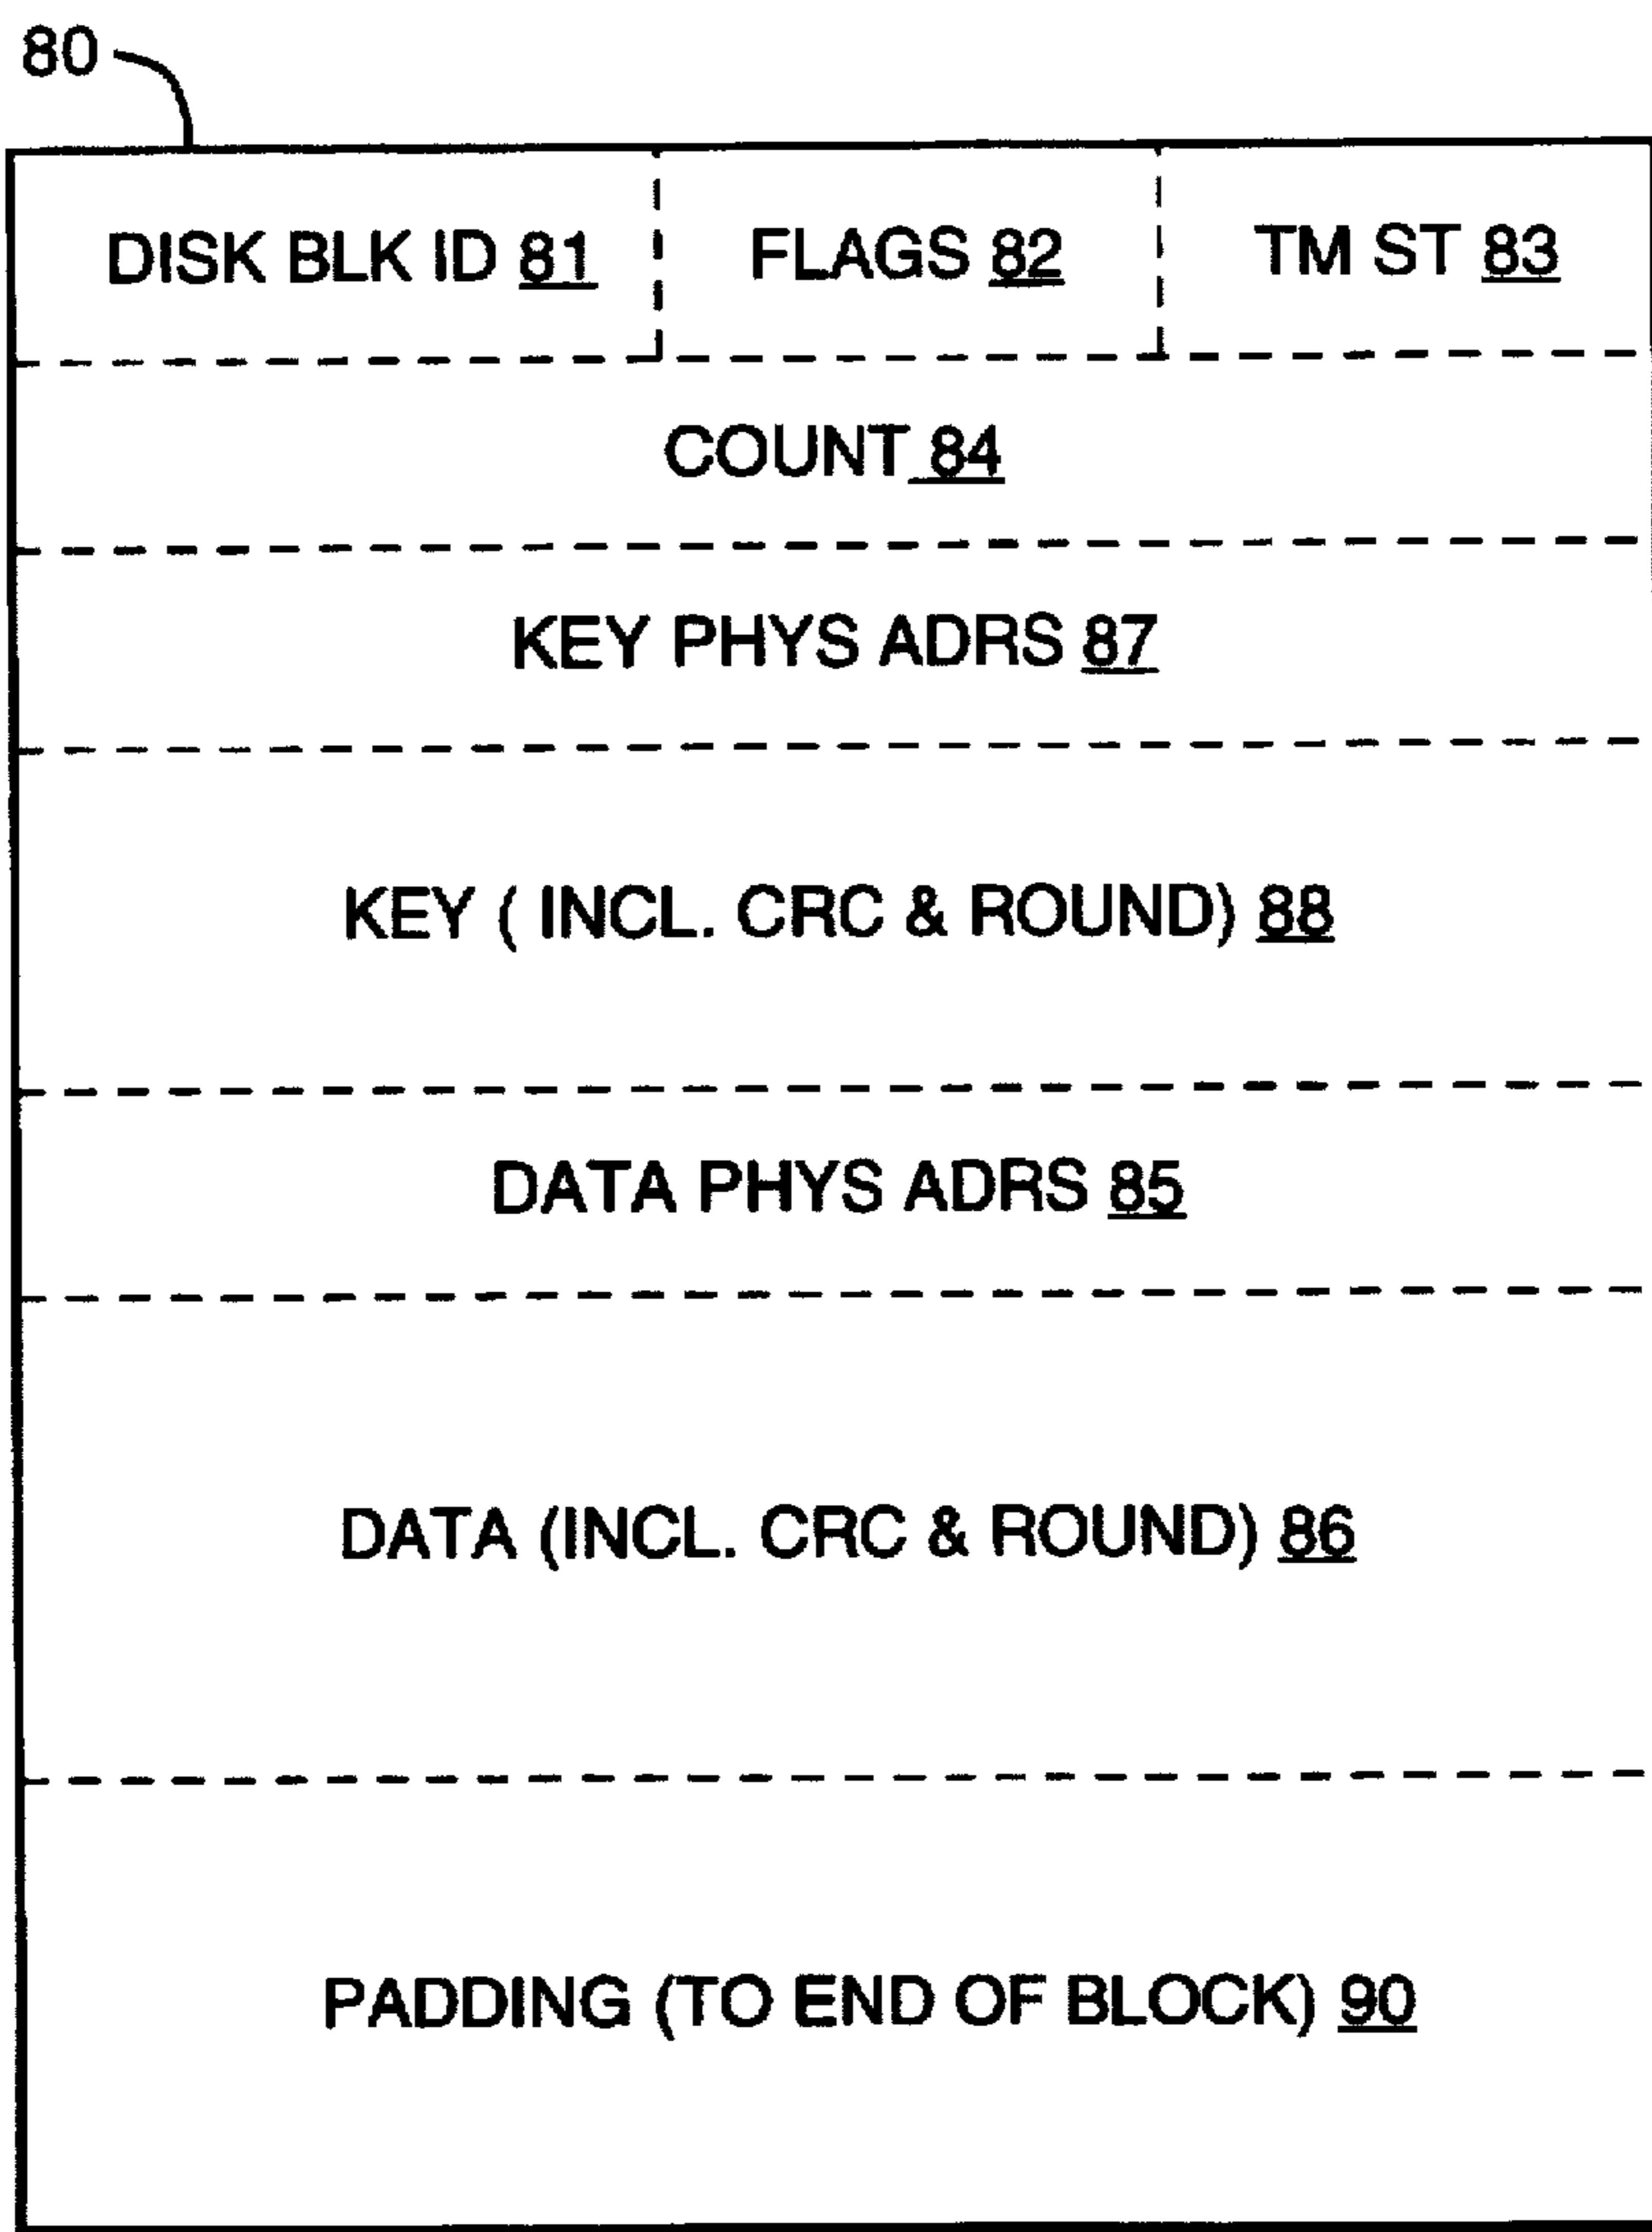 80
DISK BLK ID 81 FLAGS 82 TM ST 83
COUNT 84
KEY PHYS ADRS 87
KEY ( INCL. CRC & ROUND) 88
DATA PHYS ADRS 85
DATA (INCL. CRC & ROUND) 86
PADDING (TO END OF BLOCK) 90